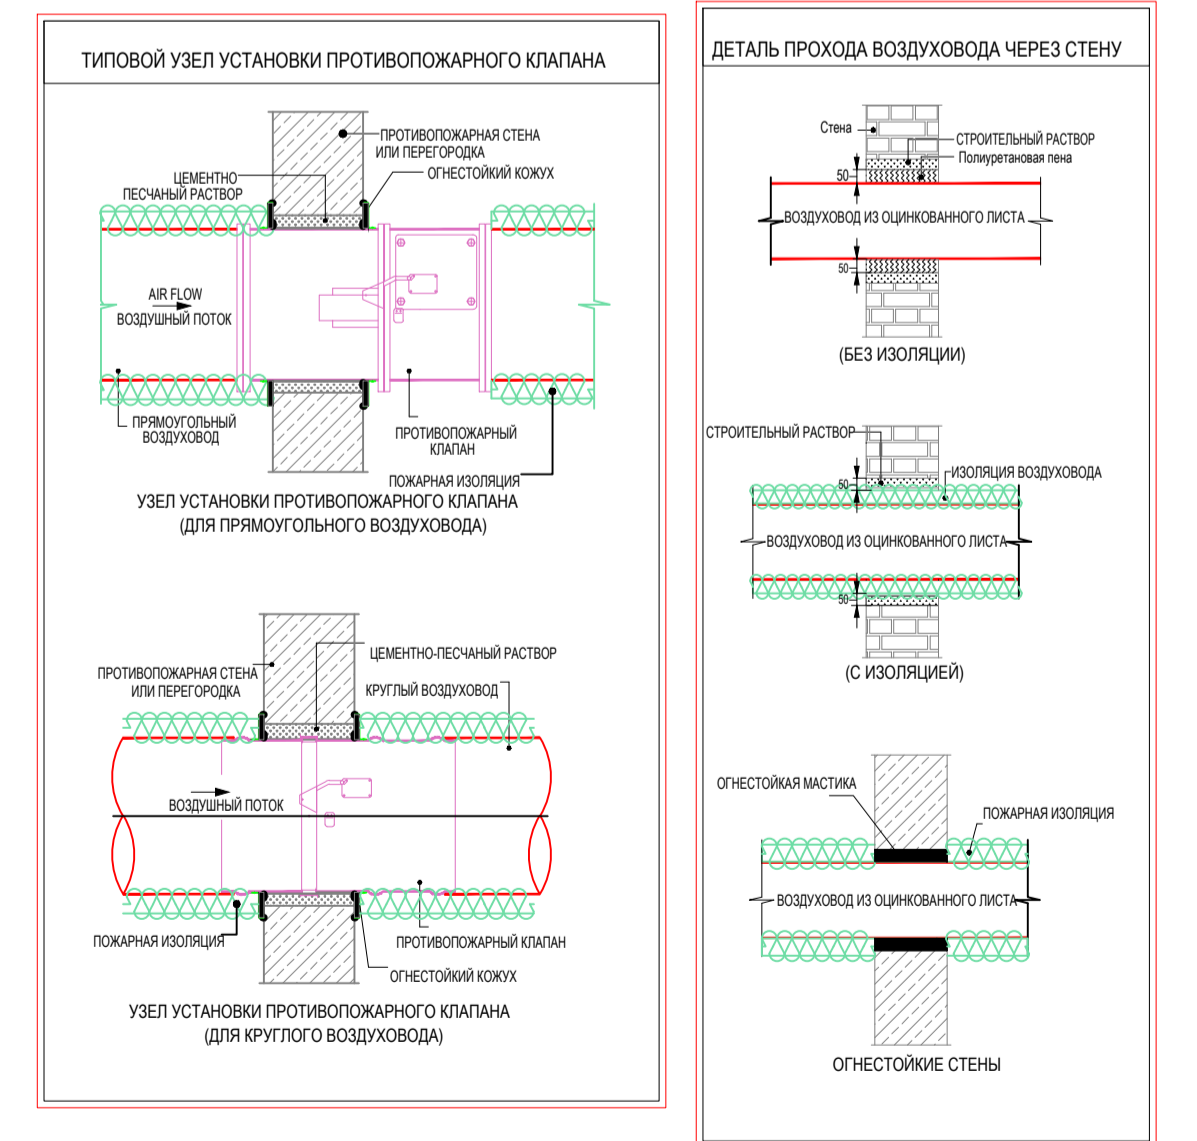 ТИПОВОЙ УЗЕЛ УСТАНОВКИ ПРОТИВОПОЖАРНОГО КЛАПАНА
ПРОТИВОПОЖАРНАЯ СТЕНА
ИЛИ ПЕРЕГОРОДКА
ОГНЕСТОЙКИЙ КОЖУХ
ЦЕМЕНТНО
ПЕСЧАНЫЙ РАСТВОР
AIR FLOW
ВОЗДУШНЫЙ ПОТОК
ПРЯМОУГОЛЬНЫЙ
ВОЗДУХОВОД
ПРОТИВОПОЖАРНЫЙ
КЛАПАН
ПОЖАРНАЯ ИЗОЛЯЦИЯ
УЗЕЛ УСТАНОВКИ ПРОТИВОПОЖАРНОГО КЛАПАНА
(ДЛЯ ПРЯМОУГОЛЬНОГО ВОЗДУХОВОДА)
ЦЕМЕНТНО-ПЕСЧАНЫЙ РАСТВОР
ПРОТИВОПОЖАРНАЯ СТЕНА
ИЛИ ПЕРЕГОРОДКА
КРУГЛЫЙ ВОЗДУХОВОД
ВОЗДУШНЫЙ ПОТОК
ПОЖАРНАЯ ИЗОЛЯЦИЯ
ПРОТИВОПОЖАРНЫЙ КЛАПАН
ОГНЕСТОЙКИЙ КОЖУХ
УЗЕЛ УСТАНОВКИ ПРОТИВОПОЖАРНОГО КЛАПАНА
(ДЛЯ КРУГЛОГО ВОЗДУХОВОДА)
ДЕТАЛЬ ПРОХОДА ВОЗДУХОВОДА ЧЕРЕЗ СТЕНУ
Стена
СТРОИТЕЛЬНЫЙ РАСТВОР
Полиуретановая пена
50
ВОЗДУХОВОД ИЗ ОЦИНКОВАННОГО ЛИСТА
50
(БЕЗ ИЗОЛЯЦИИ)
СТРОИТЕЛЬНЫЙ РАСТВОР
ИЗОЛЯЦИЯ ВОЗДУХОВОДА
50
ВОЗДУХОВОД ИЗ ОЦИНКОВАННОГО ЛИСТА
50
(С ИЗОЛЯЦИЕЙ)
ОГНЕСТОЙКАЯ МАСТИКА
ПОЖАРНАЯ ИЗОЛЯЦИЯ
ВОЗДУХОВОД ИЗ ОЦИНКОВАННОГО ЛИСТА
ОГНЕСТОЙКИЕ СТЕНЫ